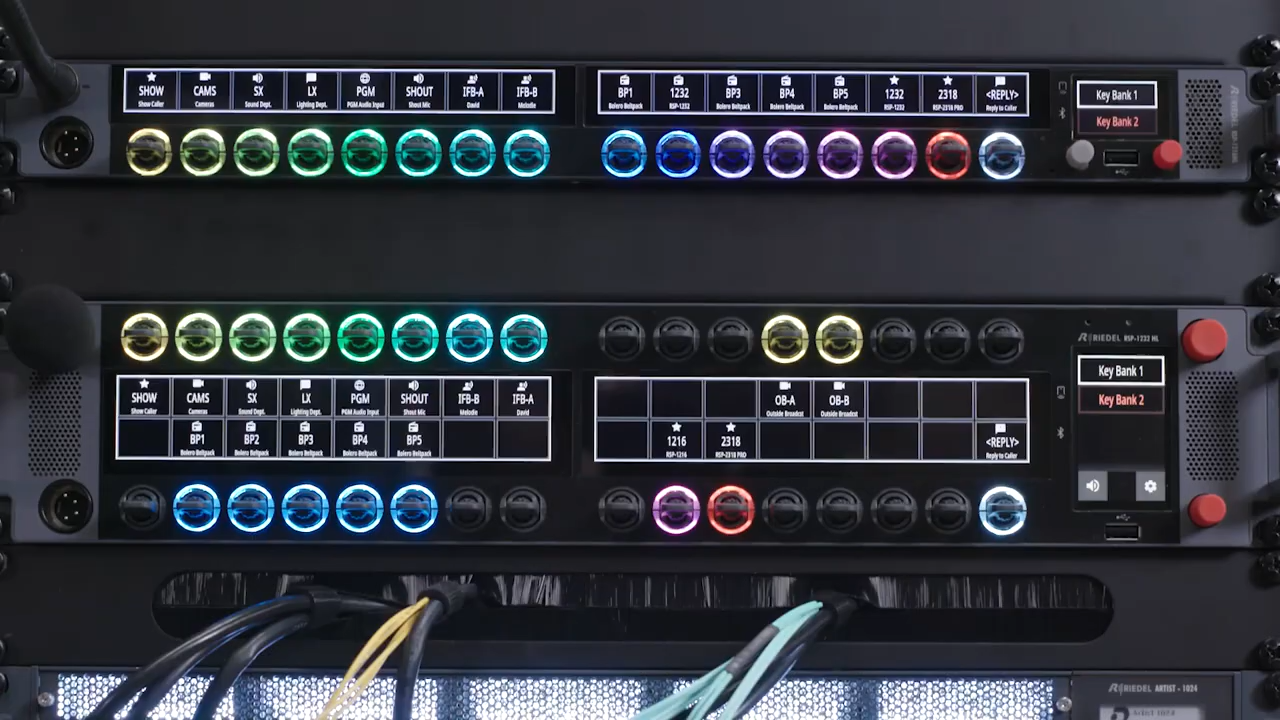 SHOW CAMS SX LX PGM SHOUT IFB-A IFB-B
Show Caller Cameras Sound Dept. Lighting Dept. PGM Audio Input Shout Mic David Melodie
BP1 1232 BP3 BP4 BP5 1232 2318 <REPLY>
Bolero Beltpack RSP-1232 Bolero Beltpack Bolero Beltpack Bolero Beltpack RSP-1232 RSP-2318 PRO Reply to Caller
Key Bank 1
Key Bank 2
RIEDEL RSP-1232 HL
SHOW CAMS SX LX PGM SHOUT IFB-B IFB-A
Show Caller Cameras Sound Dept. Lighting Dept. PGM Audio Input Shout Mic Melodie David
BP1 BP2 BP3 BP4 BP5
Bolero Beltpack Bolero Beltpack Bolero Beltpack Bolero Beltpack Bolero Beltpack
OB-A OB-B
Outside Broadcast Outside Broadcast
1216 2318 <REPLY>
RSP-1216 RSP-2318 PRO Reply to Caller
Key Bank 1
Key Bank 2
RIEDEL ARTIST - 1024
Artist 1024